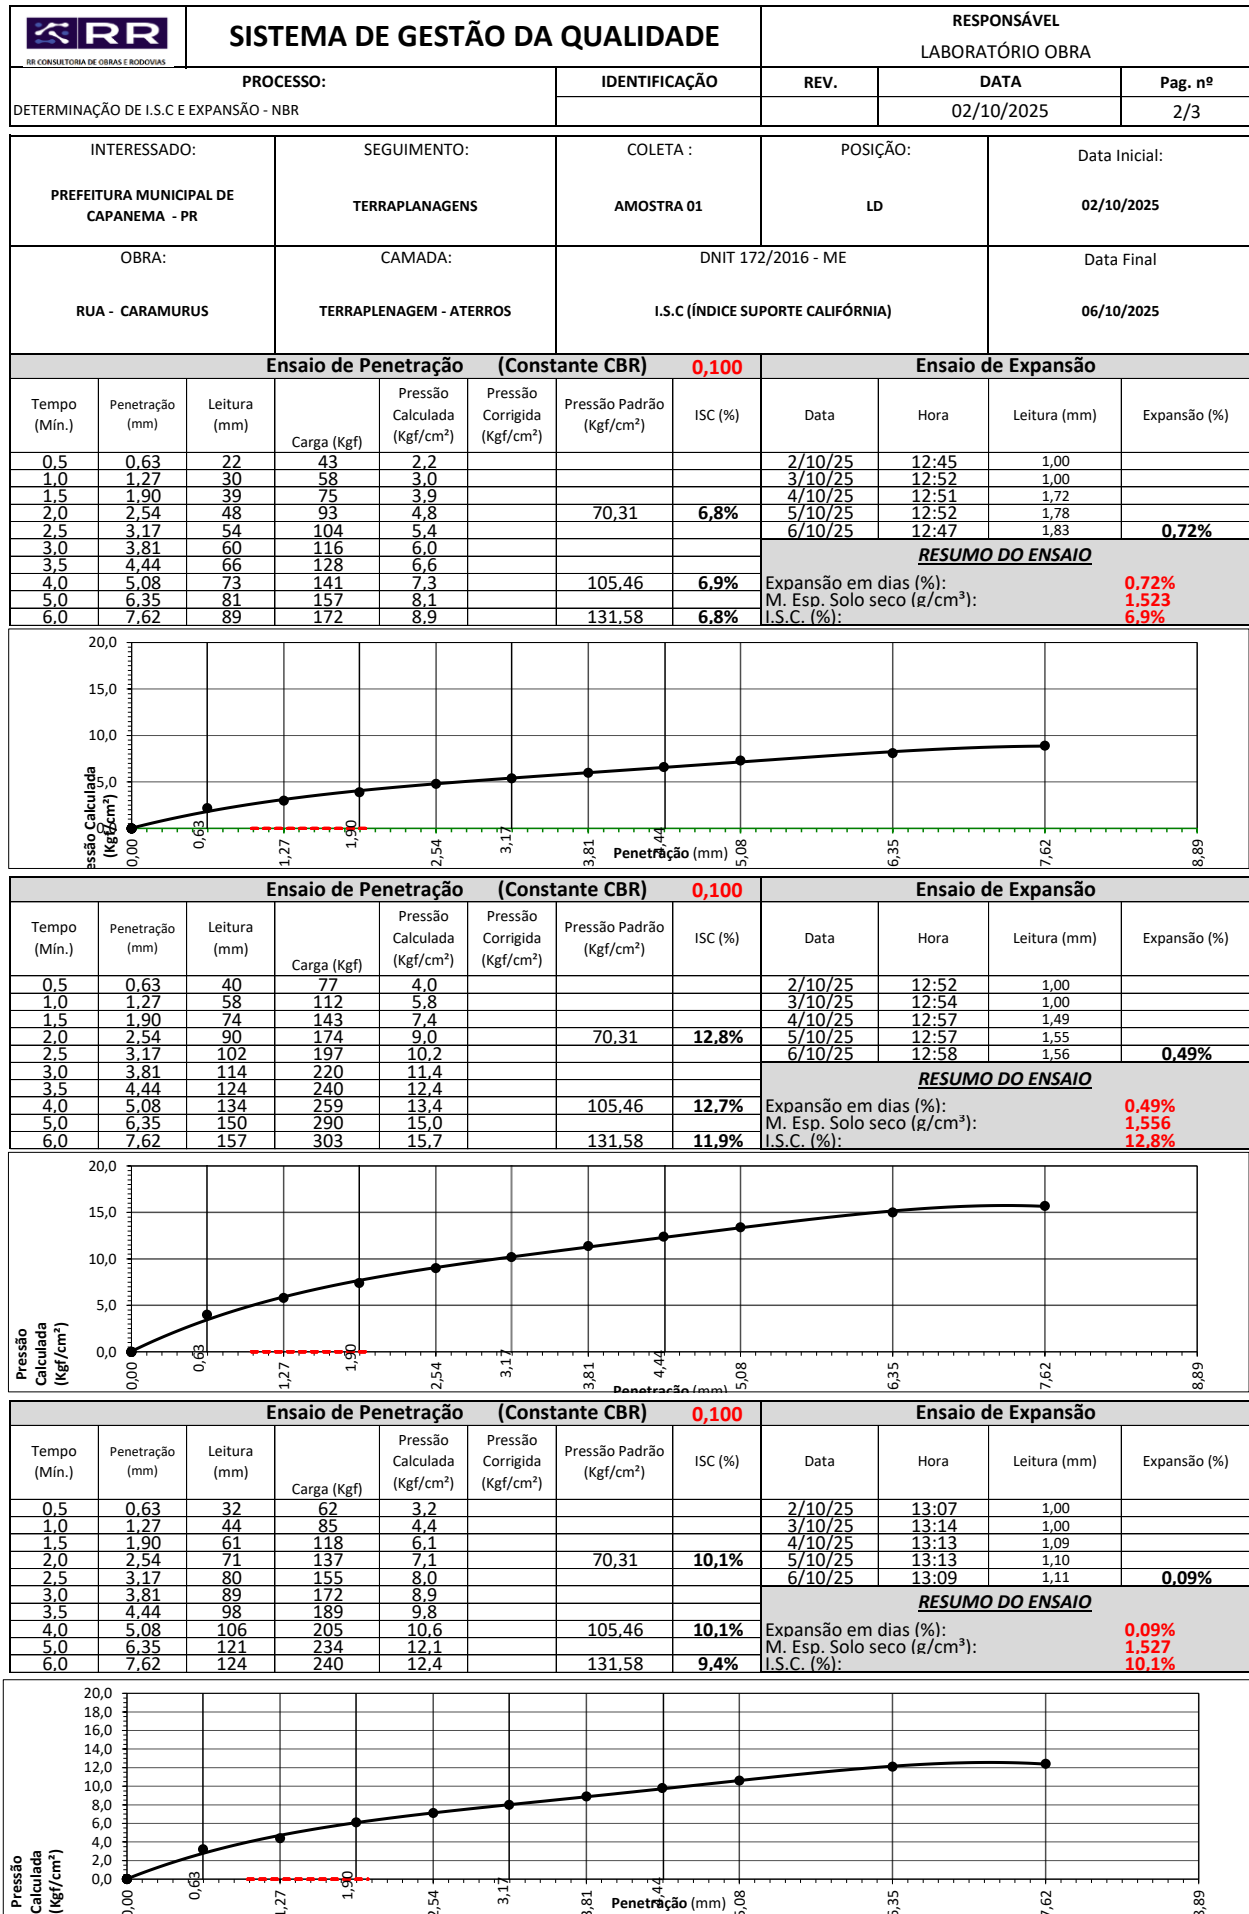 RR
RR CONSULTORIA DE OBRAS E RODOVIAS
SISTEMA DE GESTÃO DA QUALIDADE
RESPONSÁVEL
LABORATÓRIO OBRA
PROCESSO: IDENTIFICAÇÃO REV. DATA Pag. nº
DETERMINAÇÃO DE I.S.C E EXPANSÃO - NBR 02/10/2025 2/3
INTERESSADO: SEGUIMENTO: COLETA : POSIÇÃO: Data Inicial:
PREFEITURA MUNICIPAL DE
CAPANEMA - PR TERRAPLANAGENS AMOSTRA 01 LD 02/10/2025
OBRA: CAMADA: DNIT 172/2016 - ME Data Final
RUA - CARAMURUS TERRAPLENAGEM - ATERROS I.S.C (ÍNDICE SUPORTE CALIFÓRNIA) 06/10/2025
Ensaio de Penetração (Constante CBR) 0,100 Ensaio de Expansão
Tempo (Mín.) Penetração (mm) Leitura (mm) Carga (Kgf) Pressão Calculada (Kgf/cm²) Pressão Corrigida (Kgf/cm²) Pressão Padrão (Kgf/cm²) ISC (%) Data Hora Leitura (mm) Expansão (%)
0,5 0,63 22 43 2,2 2/10/25 12:45 1,00
1,0 1,27 30 58 3,0 3/10/25 12:52 1,00
1,5 1,90 39 75 3,9 4/10/25 12:51 1,72
2,0 2,54 48 93 4,8 70,31 6,8% 5/10/25 12:52 1,78
2,5 3,17 54 104 5,4 6/10/25 12:47 1,83 0,72%
3,0 3,81 60 116 6,0 RESUMO DO ENSAIO
3,5 4,44 66 128 6,6
4,0 5,08 73 141 7,3 105,46 6,9% Expansão em dias (%): 0,72%
5,0 6,35 81 157 8,1 M. Esp. Solo seco (g/cm³): 1,523
6,0 7,62 89 172 8,9 131,58 6,8% I.S.C. (%): 6,9%
20,0
15,0
10,0
5,0
0,0
essão Calculada
(Kgf/cm²)
0,00 0,63 1,27 1,90 2,54 3,17 3,81 4,44 5,08 6,35 7,62 8,89
Penetração (mm)
Ensaio de Penetração (Constante CBR) 0,100 Ensaio de Expansão
Tempo (Mín.) Penetração (mm) Leitura (mm) Carga (Kgf) Pressão Calculada (Kgf/cm²) Pressão Corrigida (Kgf/cm²) Pressão Padrão (Kgf/cm²) ISC (%) Data Hora Leitura (mm) Expansão (%)
0,5 0,63 40 77 4,0 2/10/25 12:52 1,00
1,0 1,27 58 112 5,8 3/10/25 12:54 1,00
1,5 1,90 74 143 7,4 4/10/25 12:57 1,49
2,0 2,54 90 174 9,0 70,31 12,8% 5/10/25 12:57 1,55
2,5 3,17 102 197 10,2 6/10/25 12:58 1,56 0,49%
3,0 3,81 114 220 11,4 RESUMO DO ENSAIO
3,5 4,44 124 240 12,4
4,0 5,08 134 259 13,4 105,46 12,7% Expansão em dias (%): 0,49%
5,0 6,35 150 290 15,0 M. Esp. Solo seco (g/cm³): 1,556
6,0 7,62 157 303 15,7 131,58 11,9% I.S.C. (%): 12,8%
20,0
15,0
10,0
5,0
0,0
Pressão
Calculada
(Kgf/cm²)
0,00 0,63 1,27 1,90 2,54 3,17 3,81 4,44 5,08 6,35 7,62 8,89
Penetração (mm)
Ensaio de Penetração (Constante CBR) 0,100 Ensaio de Expansão
Tempo (Mín.) Penetração (mm) Leitura (mm) Carga (Kgf) Pressão Calculada (Kgf/cm²) Pressão Corrigida (Kgf/cm²) Pressão Padrão (Kgf/cm²) ISC (%) Data Hora Leitura (mm) Expansão (%)
0,5 0,63 32 62 3,2 2/10/25 13:07 1,00
1,0 1,27 44 85 4,4 3/10/25 13:14 1,00
1,5 1,90 61 118 6,1 4/10/25 13:13 1,09
2,0 2,54 71 137 7,1 70,31 10,1% 5/10/25 13:13 1,10
2,5 3,17 80 155 8,0 6/10/25 13:09 1,11 0,09%
3,0 3,81 89 172 8,9 RESUMO DO ENSAIO
3,5 4,44 98 189 9,8
4,0 5,08 106 205 10,6 105,46 10,1% Expansão em dias (%): 0,09%
5,0 6,35 121 234 12,1 M. Esp. Solo seco (g/cm³): 1,527
6,0 7,62 124 240 12,4 131,58 9,4% I.S.C. (%): 10,1%
20,0
18,0
16,0
14,0
12,0
10,0
8,0
6,0
4,0
2,0
0,0
Pressão
Calculada
(Kgf/cm²)
0,00 0,63 1,27 1,90 2,54 3,17 3,81 4,44 5,08 6,35 7,62 8,89
Penetração (mm)